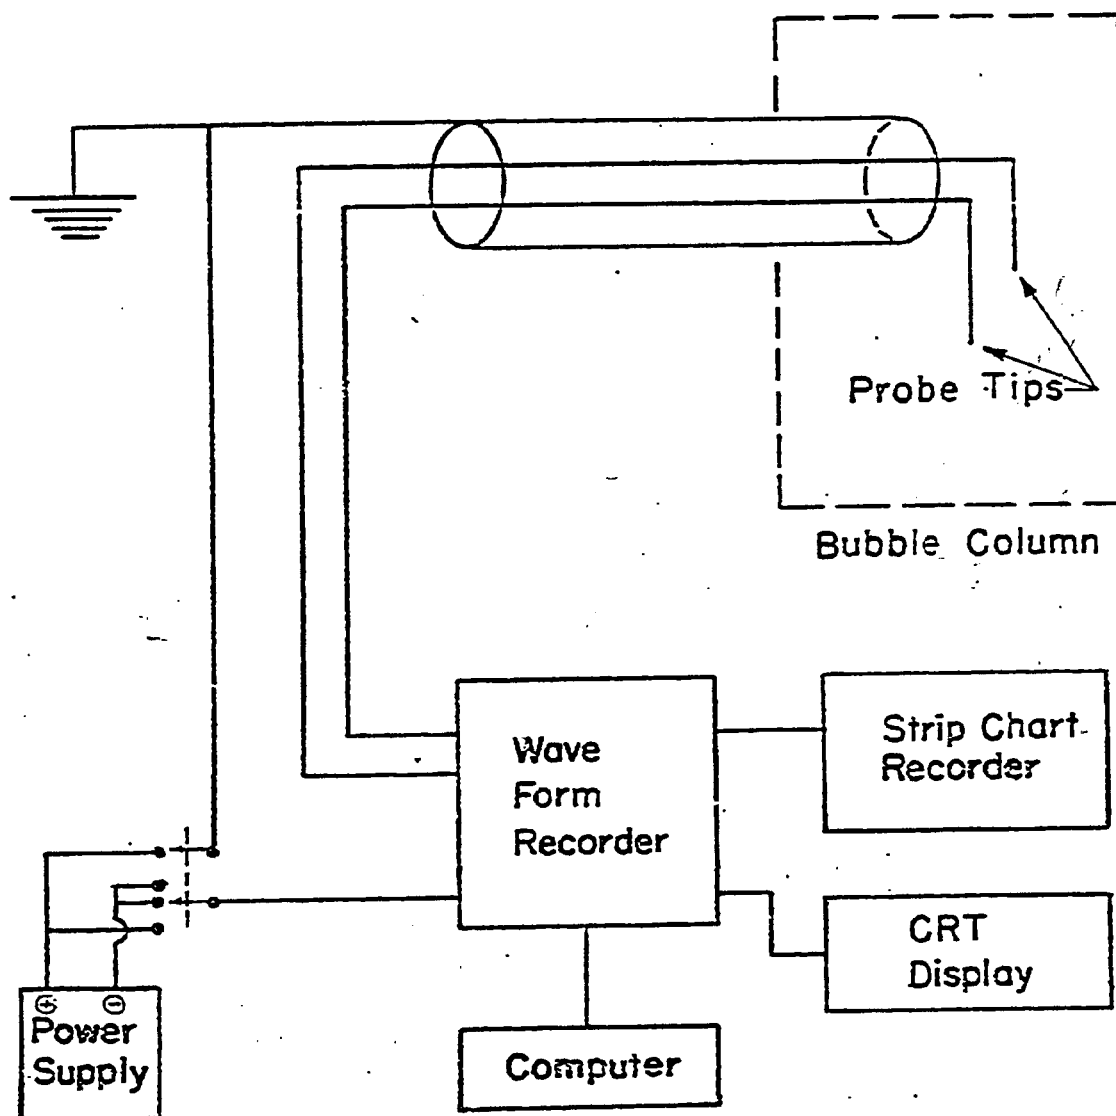 Probe Tips
Bubble Column
Wave
Form
Recorder
Strip Chart
Recorder
CRT
Display
Computer
⊕ ⊖
Power
Supply